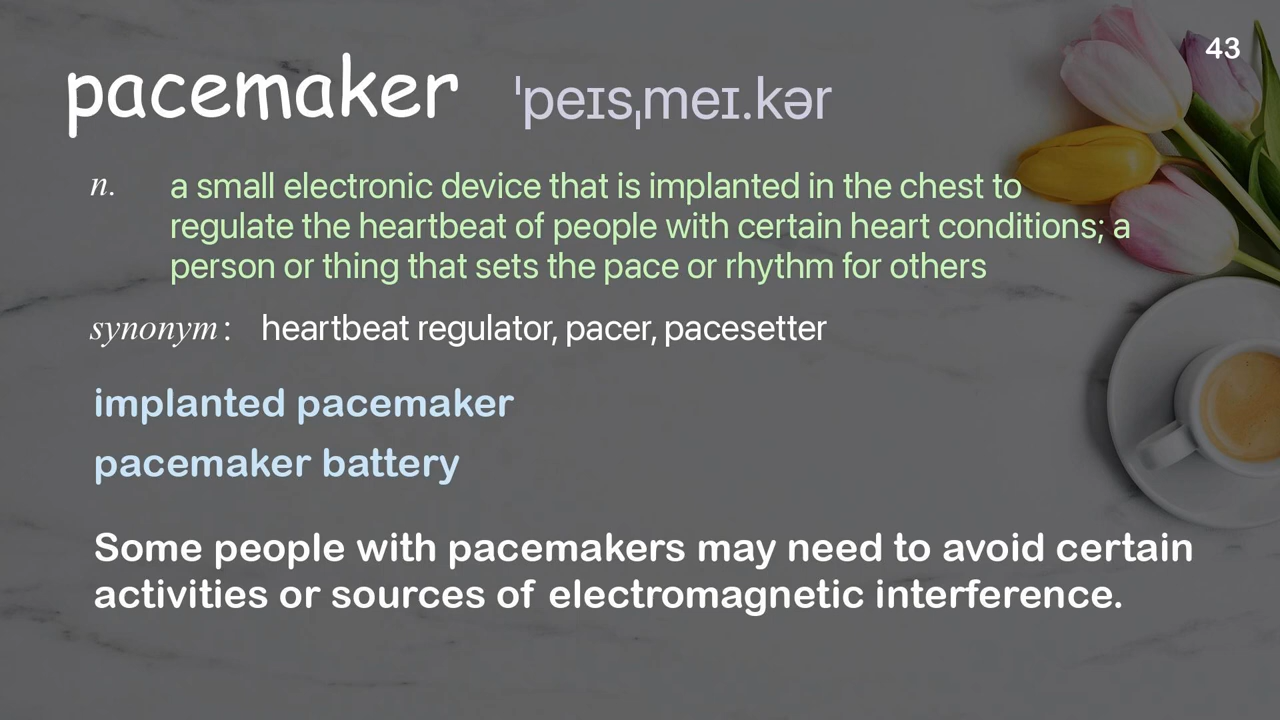 43
pacemaker ˈpeɪsˌmeɪ.kər
n. a small electronic device that is implanted in the chest to
regulate the heartbeat of people with certain heart conditions; a
person or thing that sets the pace or rhythm for others
synonym: heartbeat regulator, pacer, pacesetter
implanted pacemaker
pacemaker battery
Some people with pacemakers may need to avoid certain
activities or sources of electromagnetic interference.